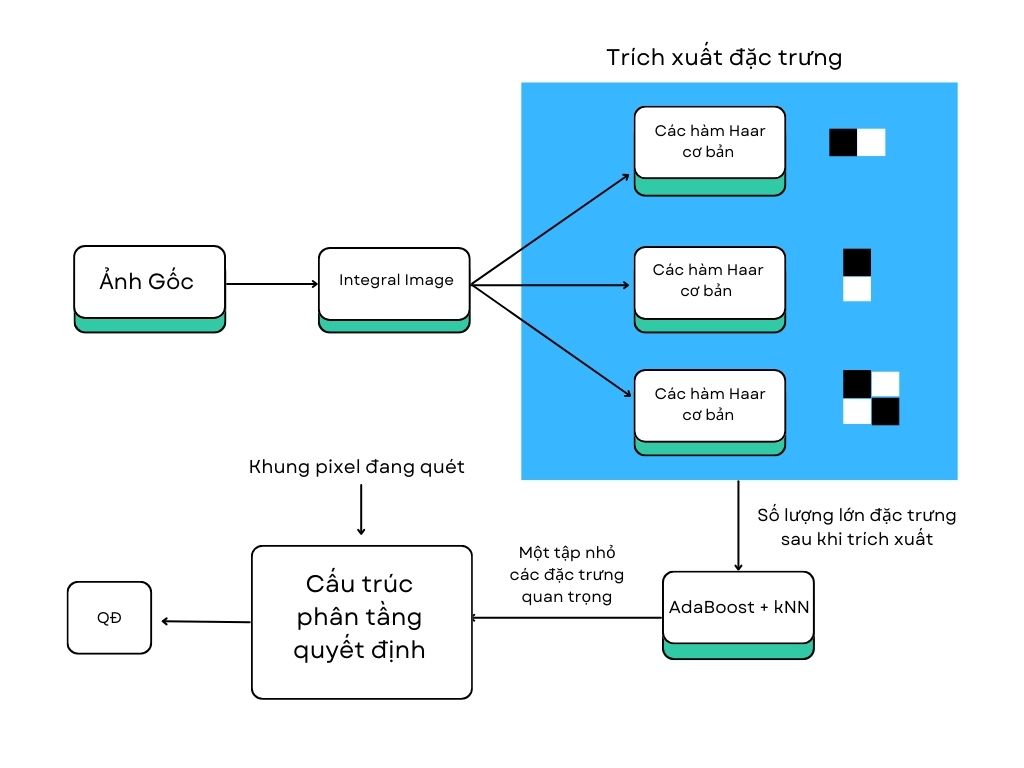 Trích xuất đặc trưng
Các hàm Haar
cơ bản
Ảnh Gốc
Integral Image
Các hàm Haar
cơ bản
Các hàm Haar
cơ bản
Khung pixel đang quét
Số lượng lớn đặc trưng
sau khi trích xuất
Một tập nhỏ
các đặc trưng
quan trọng
AdaBoost + kNN
Cấu trúc
phân tầng
quyết định
QĐ